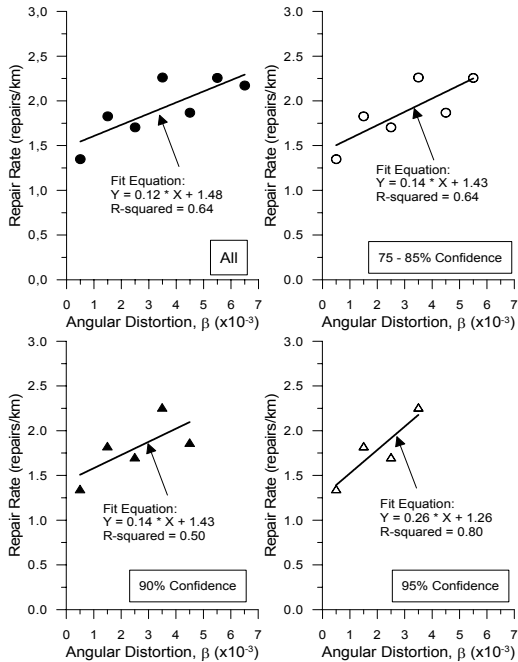 3.0
2.5
2.0
1.5
1.0
0.5
0.0
Repair Rate (repairs/km)
Fit Equation:
Y = 0.12 * X + 1.48
R-squared = 0.64
All
0 1 2 3 4 5 6 7
Angular Distortion, β (x10⁻³)
3.0
2.5
2.0
1.5
1.0
0.5
0.0
Repair Rate (repairs/km)
Fit Equation:
Y = 0.14 * X + 1.43
R-squared = 0.64
75 - 85% Confidence
0 1 2 3 4 5 6 7
Angular Distortion, β (x10⁻³)
3.0
2.5
2.0
1.5
1.0
0.5
0.0
Repair Rate (repairs/km)
Fit Equation:
Y = 0.14 * X + 1.43
R-squared = 0.50
90% Confidence
0 1 2 3 4 5 6 7
Angular Distortion, β (x10⁻³)
3.0
2.5
2.0
1.5
1.0
0.5
0.0
Repair Rate (repairs/km)
Fit Equation:
Y = 0.26 * X + 1.26
R-squared = 0.80
95% Confidence
0 1 2 3 4 5 6 7
Angular Distortion, β (x10⁻³)